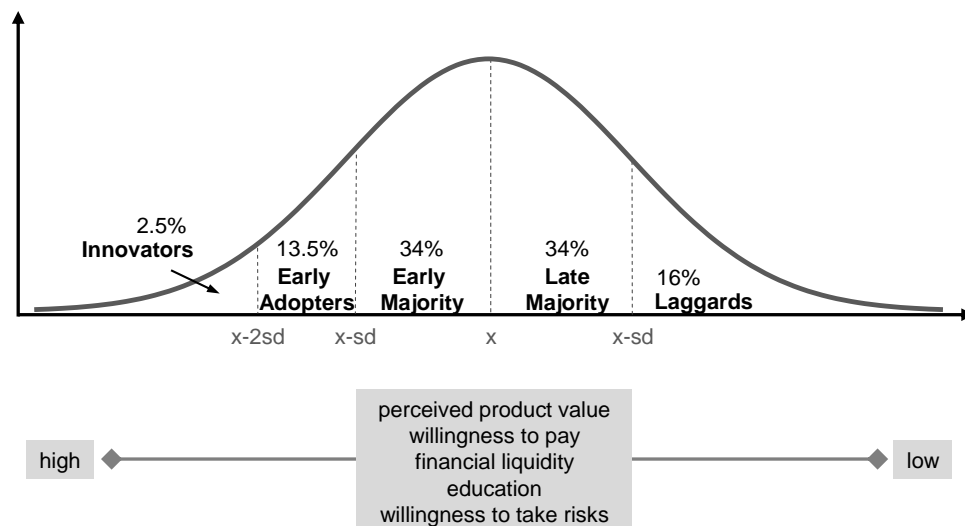 2.5%
Innovators
13.5%
Early
Adopters
34%
Early
Majority
34%
Late
Majority
16%
Laggards
x-2sd
x-sd
x
x-sd
high
perceived product value
willingness to pay
financial liquidity
education
willingness to take risks
low